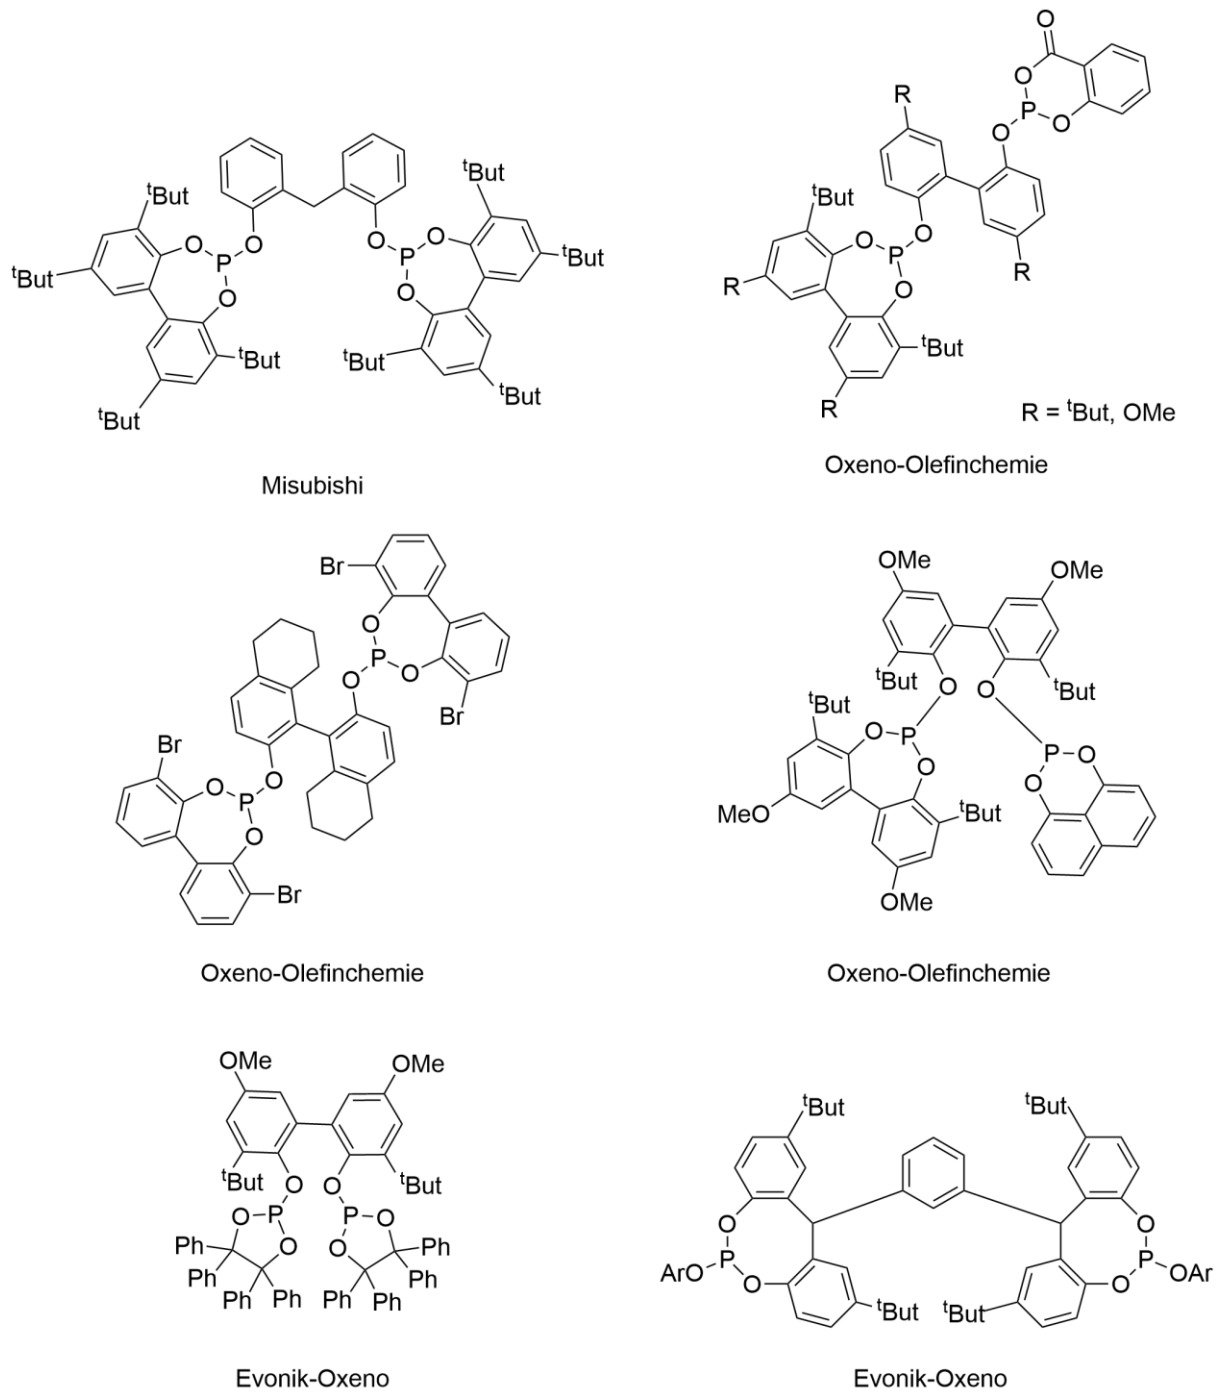 O
O
P
O
O
R
ᵗBut
ᵗBut
ᵗBut
O
O
P
O
O
P
O
O
ᵗBut
ᵗBut
ᵗBut
ᵗBut
ᵗBut
Misubishi
ᵗBut
O
O
P
O
R
R
ᵗBut
R
R = ᵗBut, OMe
Oxeno-Olefinchemie
Br
O
P
O
O
Br
Br
O
O
P
O
Br
Oxeno-Olefinchemie
OMe
OMe
ᵗBut
O
O
ᵗBut
ᵗBut
O
P
O
P
O
O
MeO
ᵗBut
OMe
Oxeno-Olefinchemie
OMe
OMe
ᵗBut
O
O
ᵗBut
O
P
O
P
O
O
Ph
Ph
Ph
Ph
Ph
Ph
Ph
Ph
Evonik-Oxeno
ᵗBut
ᵗBut
O
O
P
P
ArO
O
O
OAr
ᵗBut
ᵗBut
Evonik-Oxeno